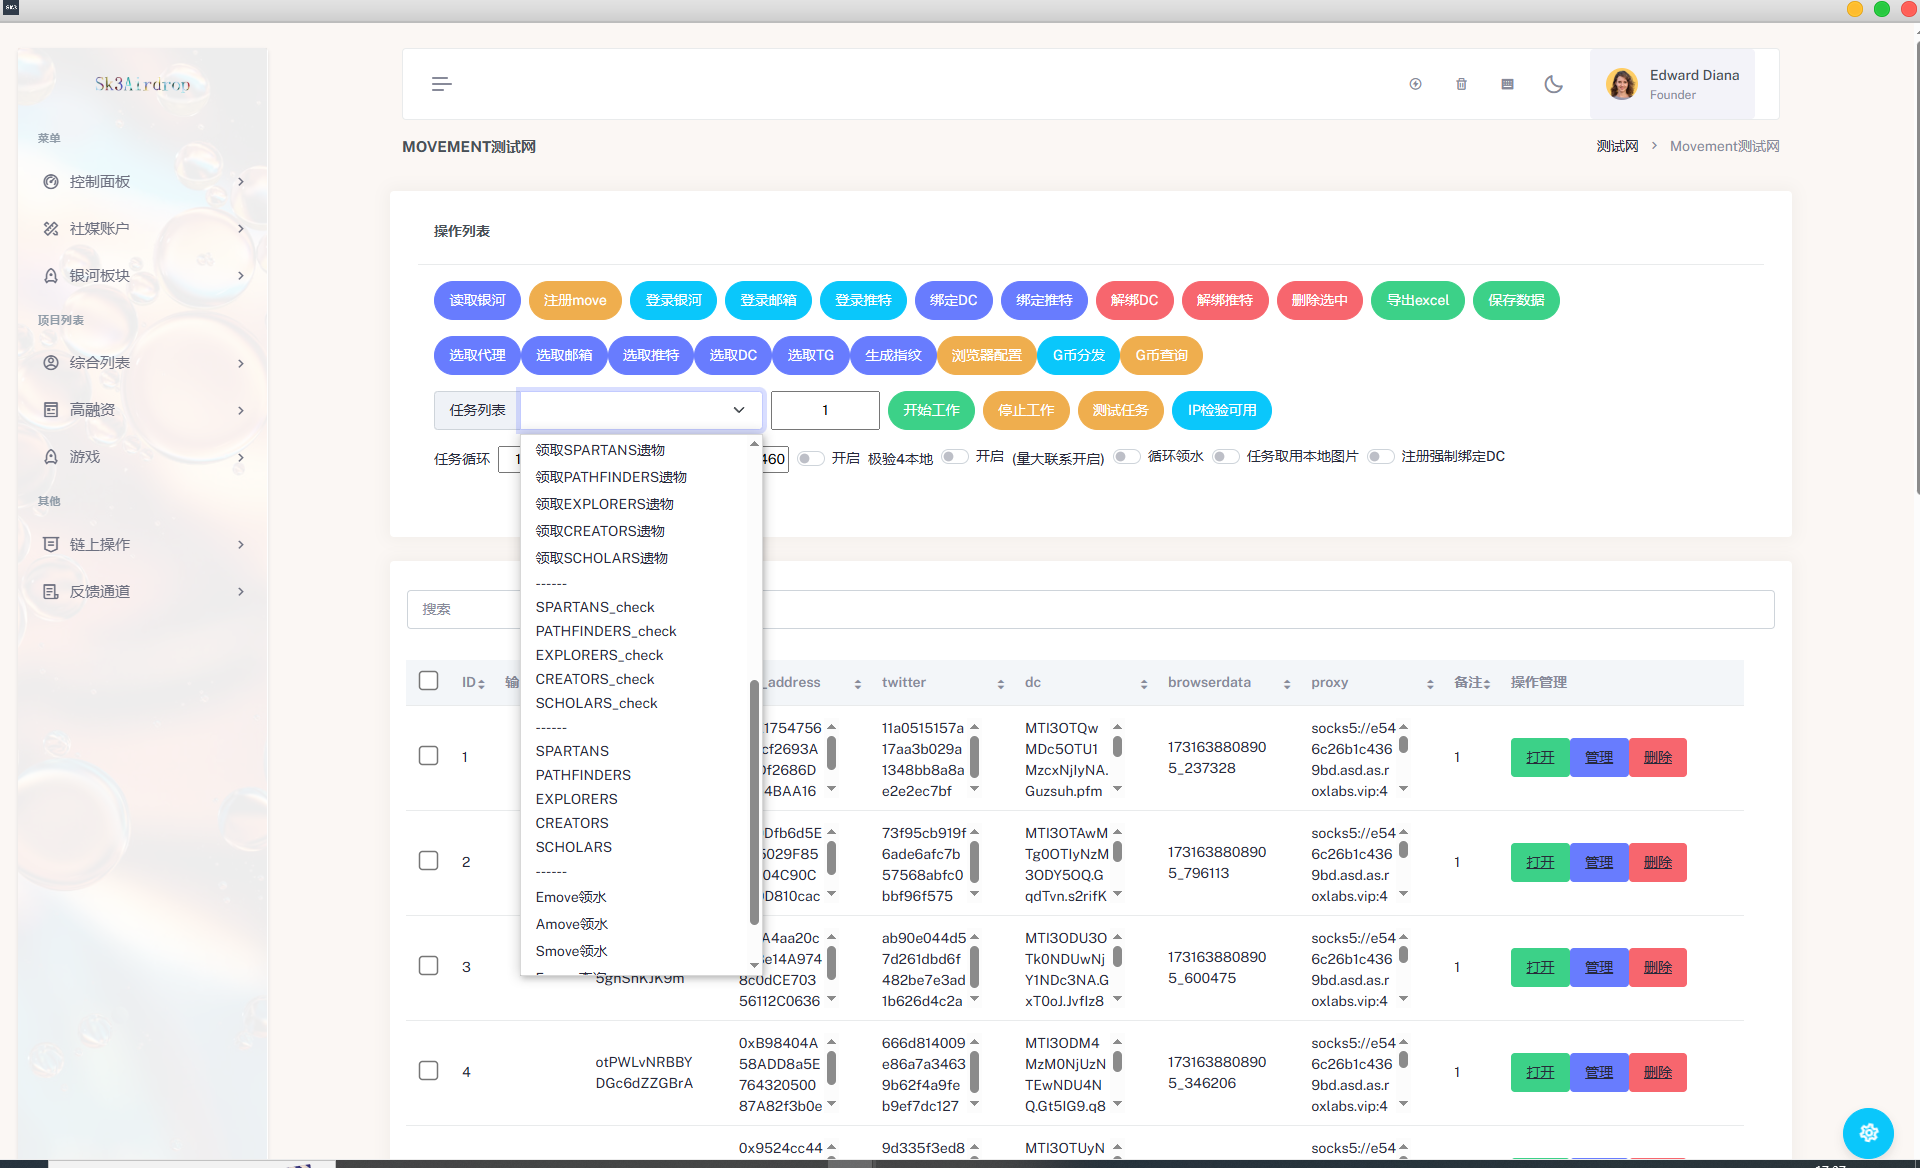 Sk3Airdrop
Edward Diana
Founder
菜单
MOVEMENT测试网
测试网 > Movement测试网
控制面板
社媒账户
银河板块
项目列表
综合列表
高融资
游戏
其他
链上操作
反馈通道
操作列表
读取银河 注册move 登录银河 登录邮箱 登录推特 绑定DC 绑定推特 解绑DC 解绑推特 删除选中 导出excel 保存数据
选取代理 选取邮箱 选取推特 选取DC 选取TG 生成指纹 浏览器配置 G币分发 G币查询
任务列表 1 开始工作 停止工作 测试任务 IP检验可用
任务循环 1 460 开启 极验4本地 开启 (量大联系开启) 循环领水 任务取用本地图片 注册强制绑定DC
领取SPARTANS遗物
领取PATHFINDERS遗物
领取EXPLORERS遗物
领取CREATORS遗物
领取SCHOLARS遗物
------
SPARTANS_check
PATHFINDERS_check
EXPLORERS_check
CREATORS_check
SCHOLARS_check
------
SPARTANS
PATHFINDERS
EXPLORERS
CREATORS
SCHOLARS
------
Emove领水
Amove领水
Smove领水
搜索
ID 输 _address twitter dc browserdata proxy 备注 操作管理
1
1754756
cf2693A
0f2686D
4BAA16
11a0515157a
17aa3b029a
1348bb8a8a
e2e2ec7bf
MTI3OTQw
MDc5OTU1
MzcxNjIyNA.
Guzsuh.pfm
173163880890
5_237328
socks5://e54
6c26b1c436
9bd.asd.as.r
oxlabs.vip:4
1
打开 管理 删除
2
Dfb6d5E
5029F85
04C90C
0D810cac
73f95cb919f
6ade6afc7b
57568abfc0
bbf96f575
MTI3OTAwM
Tg0OTIyNzM
3ODY5OQ.G
qdTvn.s2rifK
173163880890
5_796113
socks5://e54
6c26b1c436
9bd.asd.as.r
oxlabs.vip:4
1
打开 管理 删除
3
5gnShKJK9m
A4aa20c
e14A974
8c0dCE703
56112C0636
ab90e044d5
7d261dbd6f
482be7e3ad
1b626d4c2a
MTI3ODU3O
Tk0NDUwNj
Y1NDc3NA.G
xT0oJ.JvfIz8
173163880890
5_600475
socks5://e54
6c26b1c436
9bd.asd.as.r
oxlabs.vip:4
1
打开 管理 删除
4
otPWLvNRBBY
DGc6dZZGBrA
0xB98404A
58ADD8a5E
764320500
87A82f3b0e
666d814009
e86a7a3463
9b62f4a9fe
b9ef7dc127
MTI3ODM4
MzM0NjUzN
TEwNDU4N
Q.Gt5IG9.q8
173163880890
5_346206
socks5://e54
6c26b1c436
9bd.asd.as.r
oxlabs.vip:4
1
打开 管理 删除
0x9524cc44
9d335f3ed8
MTI3OTUyN
socks5://e54